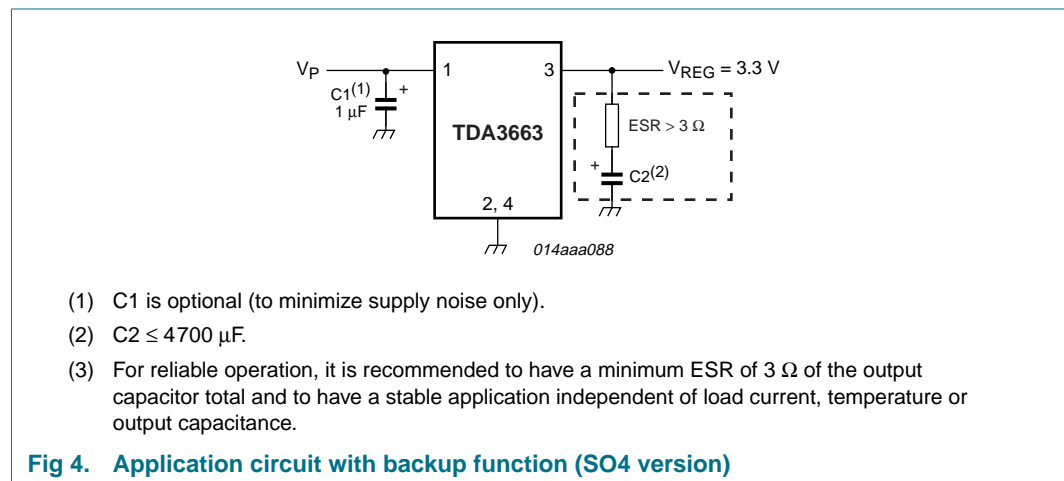 V_P
1
3
V_REG = 3.3 V
C1(1)
+
1 μF
TDA3663
ESR > 3 Ω
+
C2(2)
2, 4
014aaa088
(1) C1 is optional (to minimize supply noise only).
(2) C2 ≤ 4700 μF.
(3) For reliable operation, it is recommended to have a minimum ESR of 3 Ω of the output
capacitor total and to have a stable application independent of load current, temperature or
output capacitance.
Fig 4. Application circuit with backup function (SO4 version)